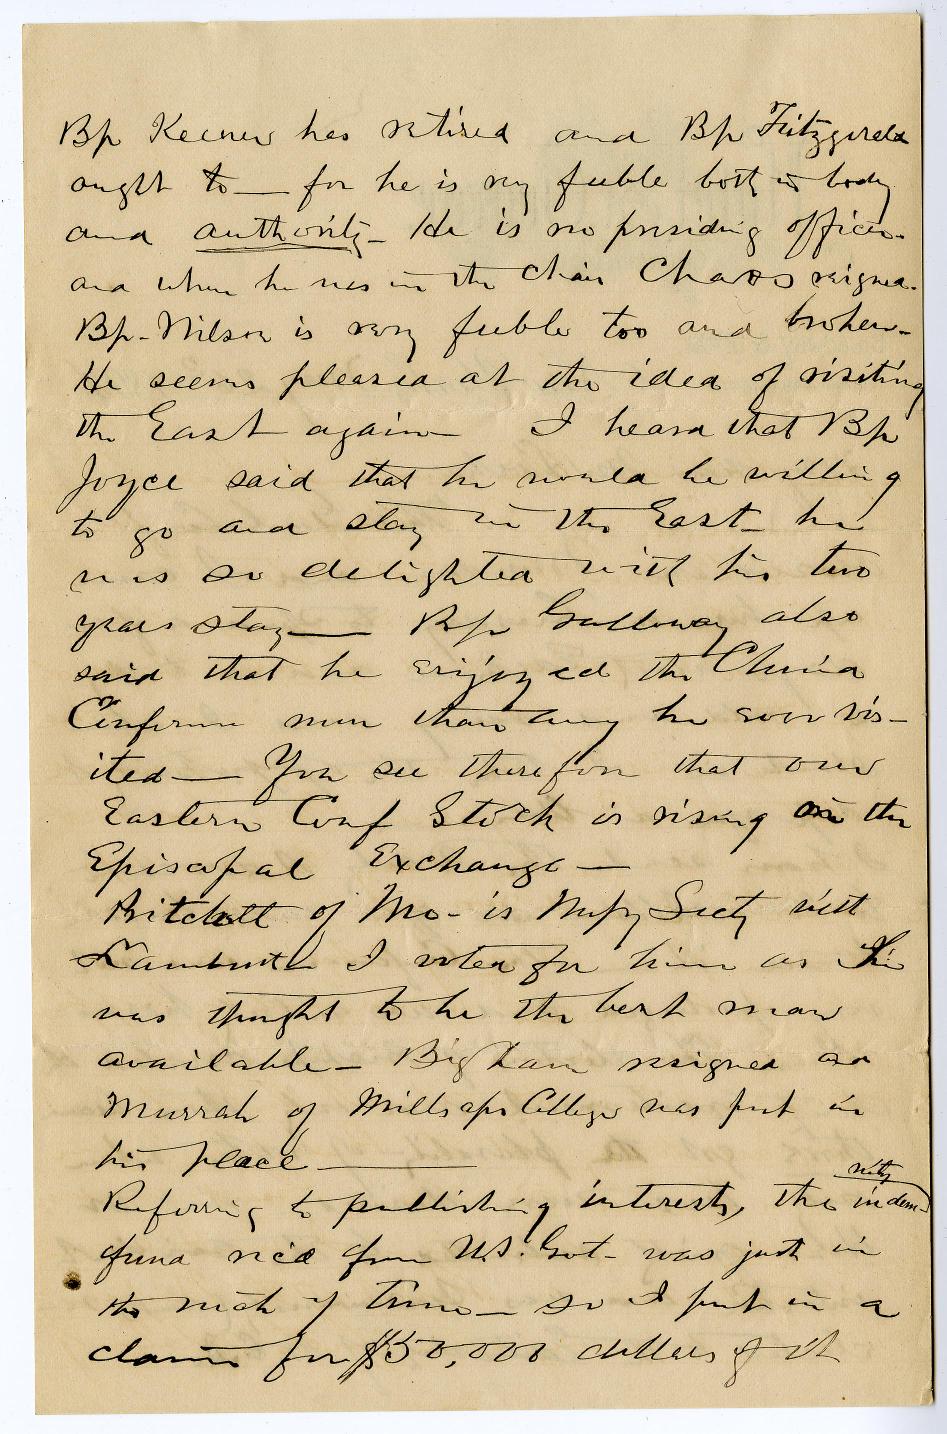 Bp Keener has retired and Bp Fitzgerald
ought to — for he is very feeble both in body
and authority – He is no presiding officer –
and when he was in the chair Chaos reigned.
Bp – Wilson is very feeble too and broken –
He seems pleased at the idea of visiting
the East again — I heard that Bp
Joyce said that he would be willing
to go and stay in the East – he
was so delighted with his two
years stay — Bp Galloway also
said that he enjoyed the China
Conference more than any he ever vis-
ited — You see therefore that our
Eastern Conf Stock is rising in the
Episcopal Exchange —
Pritchett of Mo – is Secty vist
Lambuth I voted for him as he
was thought to be the best man
available – Bigham resigned and
Murrah of Millsaps College was put in
his place —
Referring to publishing interests, the indem-
nity
fund rec'd from U.S. Govt – was just in
the nick of time — so I put in a
claim for $50,000 dollars of it